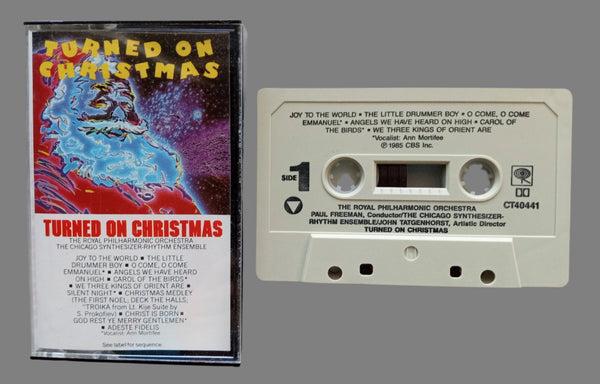 TURNED ON
CHRISTMAS
TURNED ON CHRISTMAS
THE ROYAL PHILHARMONIC ORCHESTRA
THE CHICAGO SYNTHESIZER-RHYTHM ENSEMBLE
JOY TO THE WORLD ■ THE LITTLE
DRUMMER BOY ■ O COME, O COME
EMMANUEL* ■ ANGELS WE HAVE HEARD
ON HIGH ■ CAROL OF THE BIRDS*
■ WE THREE KINGS OF ORIENT ARE ■
SILENT NIGHT* ■ CHRISTMAS MEDLEY
(THE FIRST NOEL; DECK THE HALLS;
"TROIKA from Lt. Kije Suite by
S. Prokofiev) ■ CHRIST IS BORN ■
GOD REST YE MERRY GENTLEMEN*
■ ADESTE FIDELIS
*Vocalist: Ann Mortifee
See label for sequence.
JOY TO THE WORLD • THE LITTLE DRUMMER BOY • O COME, O COME
EMMANUEL* • ANGELS WE HAVE HEARD ON HIGH • CAROL OF
THE BIRDS* • WE THREE KINGS OF ORIENT ARE
*Vocalist: Ann Mortifee
℗ 1985 CBS Inc.
SIDE 1
CT40441
THE ROYAL PHILHARMONIC ORCHESTRA
PAUL FREEMAN, Conductor/THE CHICAGO SYNTHESIZER-
RHYTHM ENSEMBLE/JOHN TATGENHORST, Artistic Director
TURNED ON CHRISTMAS